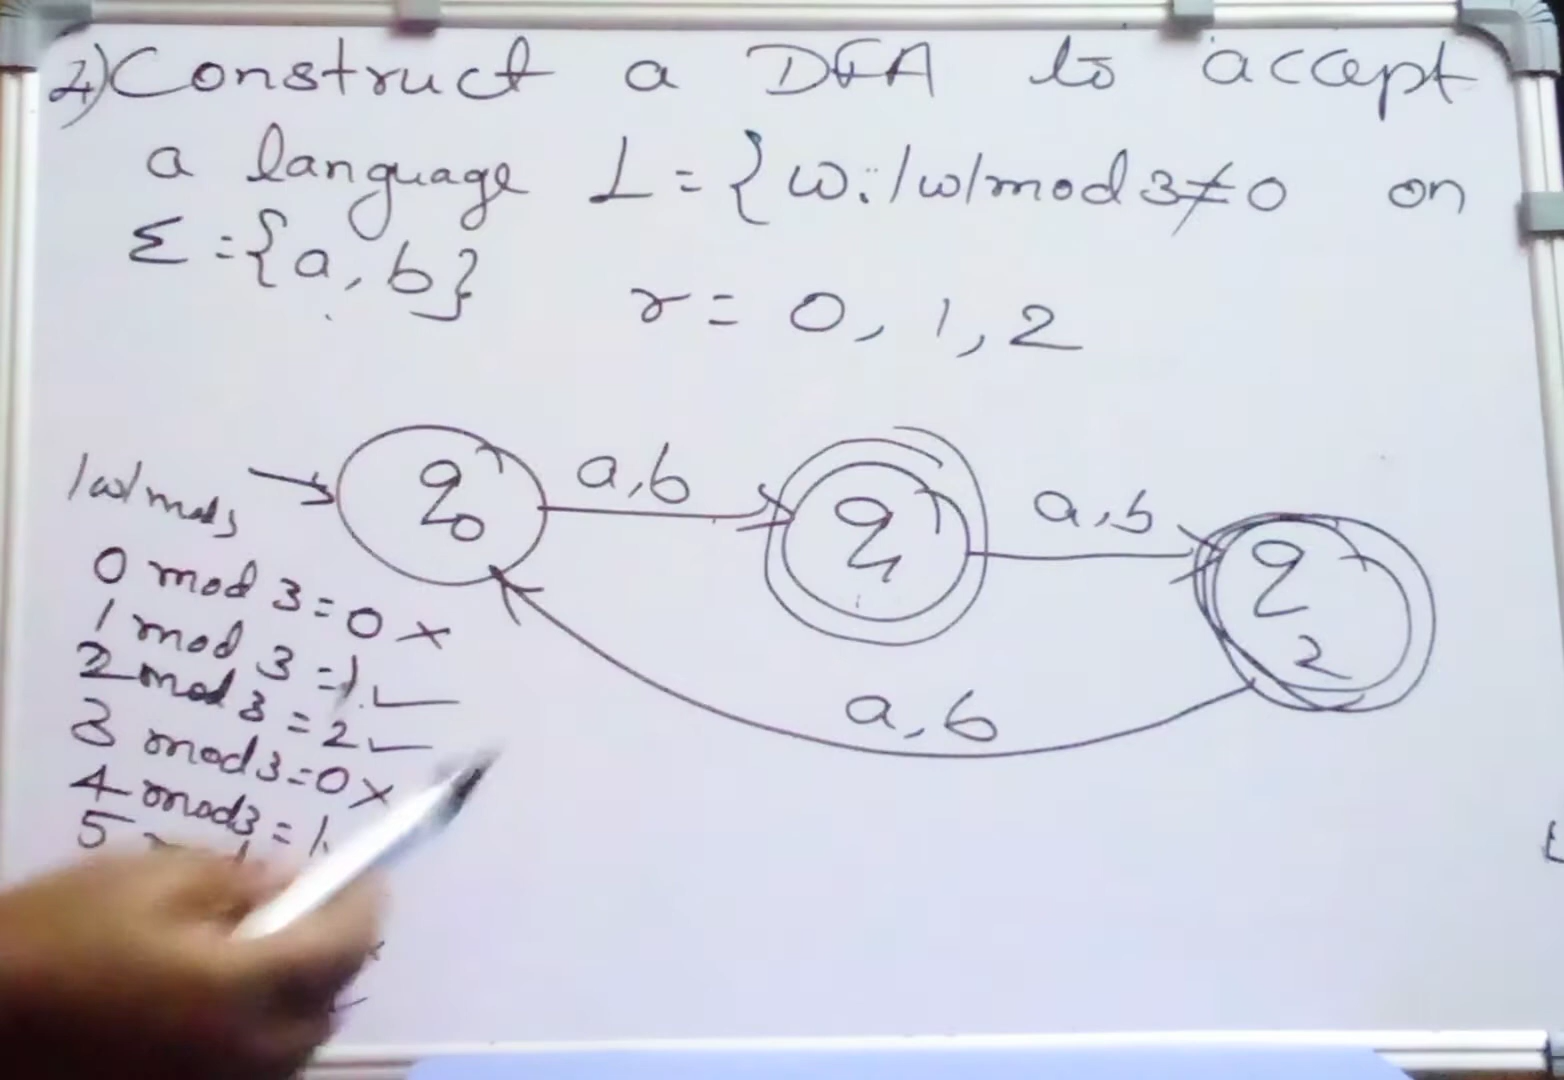 2) Construct a DFA to accept
a language L = {w: |w| mod 3 ≠ 0 on
Σ = {a, b}
r = 0, 1, 2
a,b
a,b
q0
q1
q2
a,b
|w| mod 3
0 mod 3 = 0 ×
1 mod 3 = 1 ✓
2 mod 3 = 2 ✓
3 mod 3 = 0 ×
4 mod 3 = 1
5